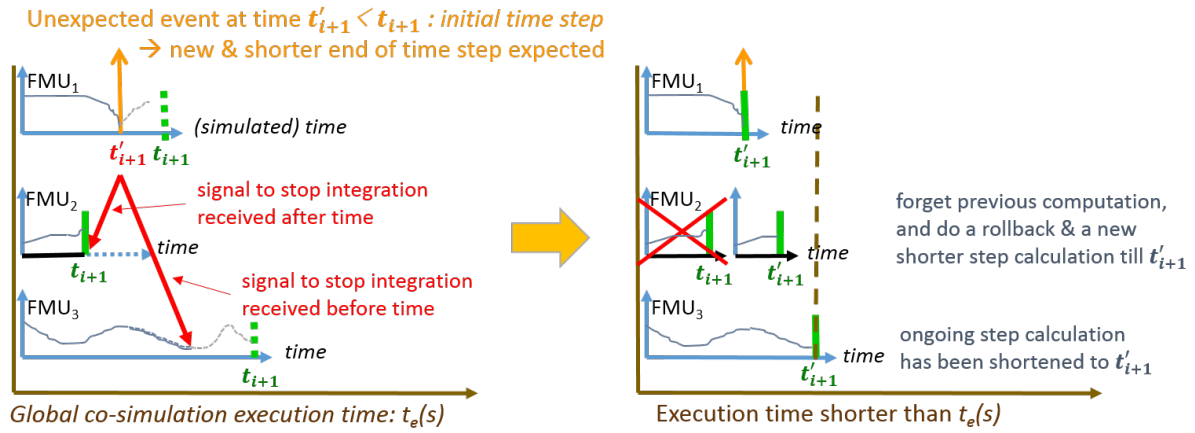 Unexpected event at time t′ᵢ₊₁ < tᵢ₊₁ : initial time step
→ new & shorter end of time step expected
FMU₁
(simulated) time
t′ᵢ₊₁
tᵢ₊₁
signal to stop integration
received after time
FMU₂
time
tᵢ₊₁
signal to stop integration
received before time
FMU₃
time
tᵢ₊₁
Global co-simulation execution time: tₑ(s)
FMU₁
time
t′ᵢ₊₁
FMU₂
tᵢ₊₁
t′ᵢ₊₁
forget previous computation,
and do a rollback & a new
shorter step calculation till t′ᵢ₊₁
FMU₃
time
t′ᵢ₊₁
ongoing step calculation
has been shortened to t′ᵢ₊₁
Execution time shorter than tₑ(s)